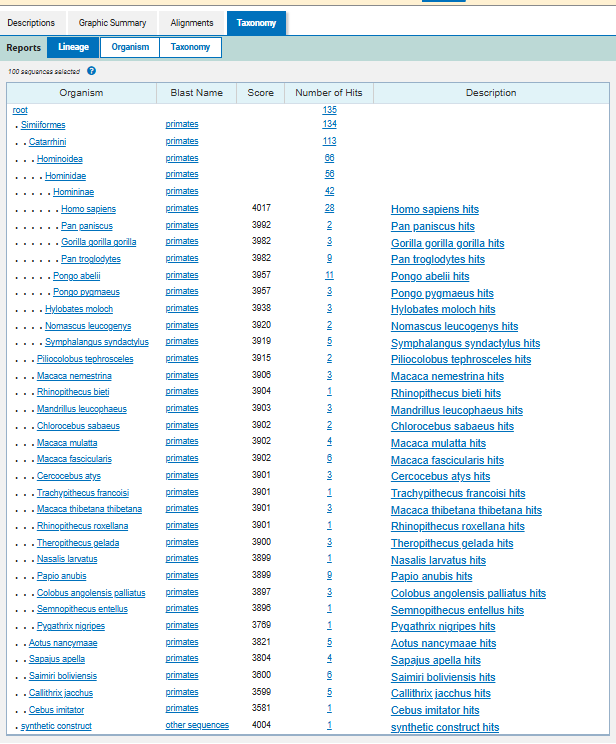 Descriptions Graphic Summary Alignments Taxonomy
Reports Lineage Organism Taxonomy
100 sequences selected ?
Organism Blast Name Score Number of Hits Description
root 135
. Simiiformes primates 134
. . Catarrhini primates 113
. . . Hominoidea primates 66
. . . . Hominidae primates 56
. . . . . Homininae primates 42
. . . . . . Homo sapiens primates 4017 28 Homo sapiens hits
. . . . . . Pan paniscus primates 3992 2 Pan paniscus hits
. . . . . . Gorilla gorilla gorilla primates 3982 3 Gorilla gorilla gorilla hits
. . . . . . Pan troglodytes primates 3982 9 Pan troglodytes hits
. . . . . Pongo abelii primates 3957 11 Pongo abelii hits
. . . . . Pongo pygmaeus primates 3957 3 Pongo pygmaeus hits
. . . . Hylobates moloch primates 3938 3 Hylobates moloch hits
. . . . Nomascus leucogenys primates 3920 2 Nomascus leucogenys hits
. . . . Symphalangus syndactylus primates 3919 5 Symphalangus syndactylus hits
. . . Piliocolobus tephrosceles primates 3915 2 Piliocolobus tephrosceles hits
. . . Macaca nemestrina primates 3906 3 Macaca nemestrina hits
. . . Rhinopithecus bieti primates 3904 1 Rhinopithecus bieti hits
. . . Mandrillus leucophaeus primates 3903 3 Mandrillus leucophaeus hits
. . . Chlorocebus sabaeus primates 3902 2 Chlorocebus sabaeus hits
. . . Macaca mulatta primates 3902 4 Macaca mulatta hits
. . . Macaca fascicularis primates 3902 6 Macaca fascicularis hits
. . . Cercocebus atys primates 3901 3 Cercocebus atys hits
. . . Trachypithecus francoisi primates 3901 1 Trachypithecus francoisi hits
. . . Macaca thibetana thibetana primates 3901 3 Macaca thibetana thibetana hits
. . . Rhinopithecus roxellana primates 3901 1 Rhinopithecus roxellana hits
. . . Theropithecus gelada primates 3900 3 Theropithecus gelada hits
. . . Nasalis larvatus primates 3899 1 Nasalis larvatus hits
. . . Papio anubis primates 3899 9 Papio anubis hits
. . . Colobus angolensis palliatus primates 3897 3 Colobus angolensis palliatus hits
. . . Semnopithecus entellus primates 3896 1 Semnopithecus entellus hits
. . . Pygathrix nigripes primates 3769 1 Pygathrix nigripes hits
. . Aotus nancymaae primates 3821 5 Aotus nancymaae hits
. . Sapajus apella primates 3804 4 Sapajus apella hits
. . Saimiri boliviensis primates 3600 6 Saimiri boliviensis hits
. . Callithrix jacchus primates 3599 5 Callithrix jacchus hits
. . Cebus imitator primates 3581 1 Cebus imitator hits
. synthetic construct other sequences 4004 1 synthetic construct hits